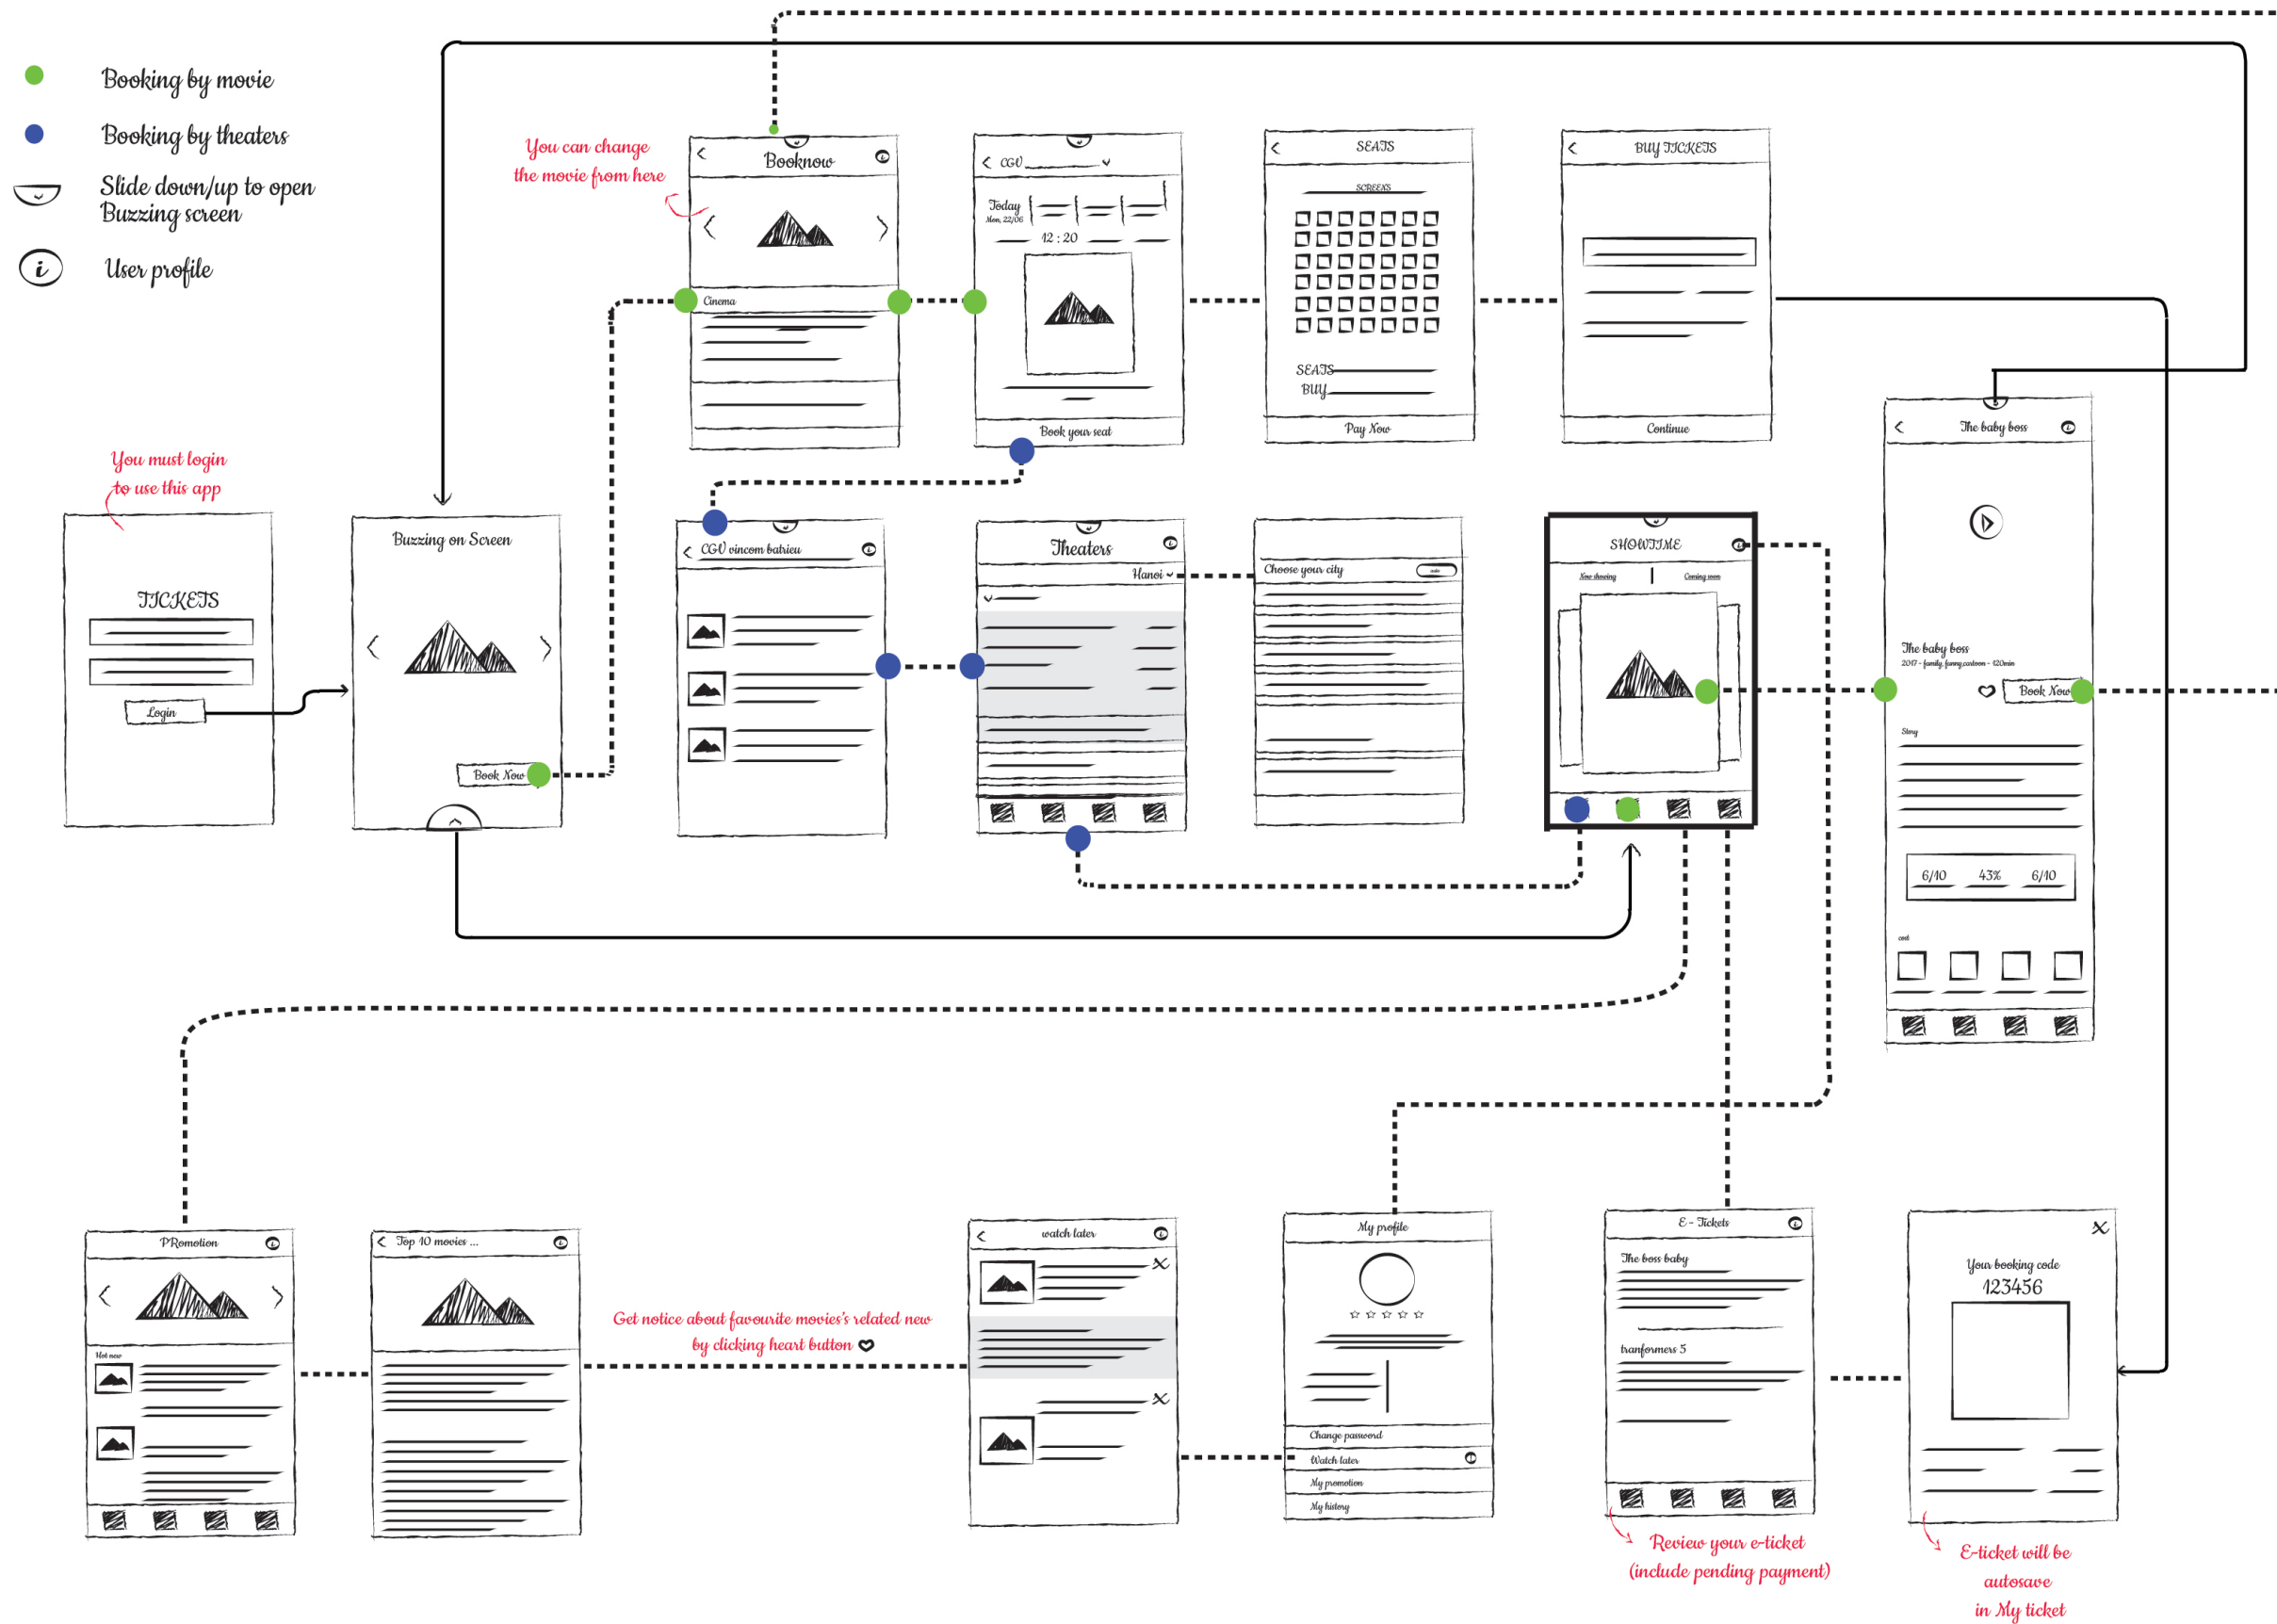 Booking by movie
Booking by theaters
Slide down/up to open
Buzzing screen
i User profile
You can change
the movie from here
Booknow
i
Cinema
CGV
Today
Mon, 22/06
12 : 20
Book your seat
SEATS
SCREENS
SEATS
BUY
Pay Now
BUY TICKETS
Continue
You must login
to use this app
TICKETS
Login
Buzzing on Screen
Book Now
CGV vincom batrieu
i
Theaters
i
Hanoi
Choose your city
SHOWTIME
i
Now showing
Coming soon
The baby boss
i
The baby boss
2017 - family, funny,cartoon - 120min
Book Now
Story
6/10 43% 6/10
cast
PRomotion
i
Hot new
Top 10 movies ...
i
Get notice about favourite movies's related new
by clicking heart button
watch later
i
X
X
My profile
Change password
Watch later
My promotion
My history
E - Tickets
i
The boss baby
tranformers 5
Review your e-ticket
(include pending payment)
X
Your booking code
123456
E-ticket will be
autosave
in My ticket